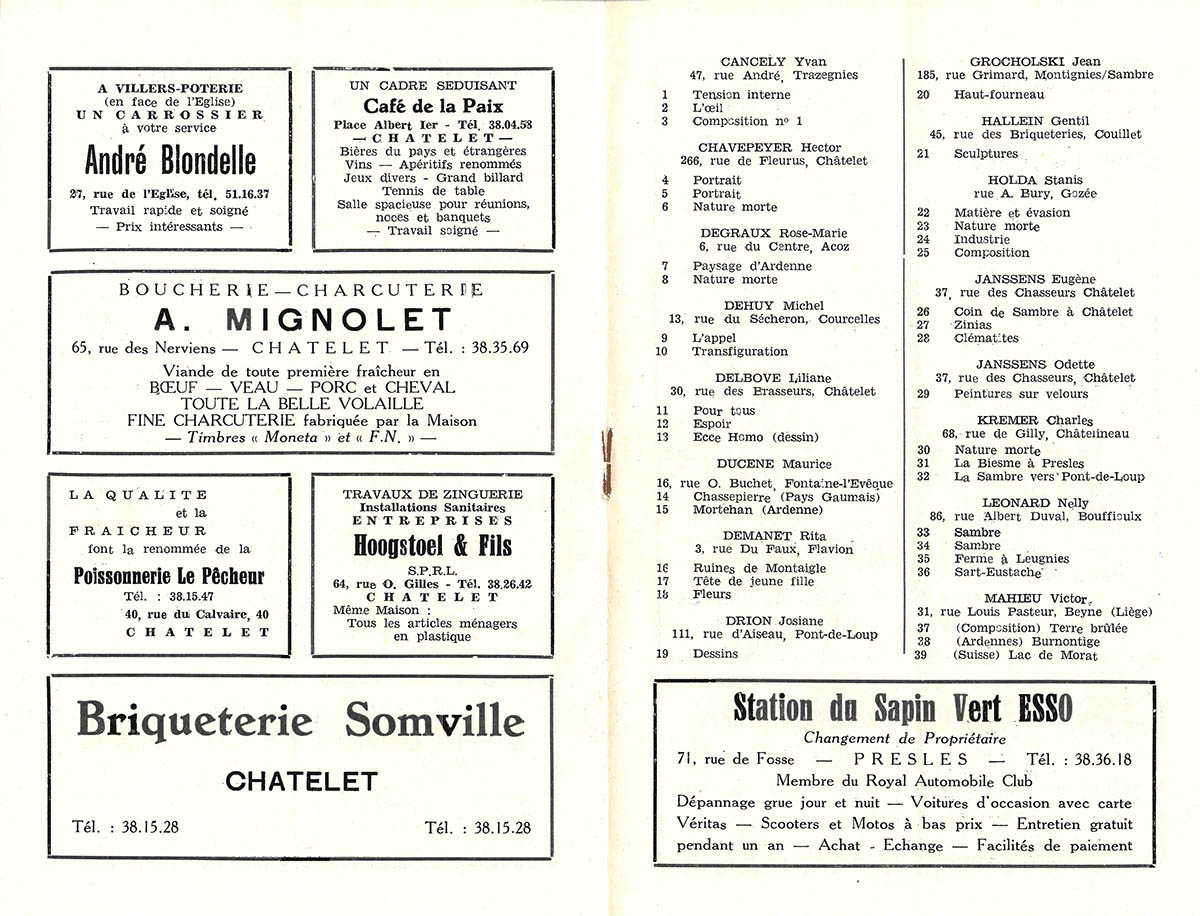 A VILLERS-POTERIE
(en face de l'Eglise)
UN CARROSSIER
à votre service
André Blondelle
27, rue de l'Eglise, tél. 51.16.37
Travail rapide et soigné
— Prix intéressants —
UN CADRE SEDUISANT
Café de la Paix
Place Albert Ier - Tél. 38.04.58
— CHATELET —
Bières du pays et étrangères
Vins — Apéritifs renommés
Jeux divers - Grand billard
Tennis de table
Salle spacieuse pour réunions,
noces et banquets
— Travail soigné —
BOUCHERIE — CHARCUTERIE
A. MIGNOLET
65, rue des Nerviens — CHATELET — Tél. : 38.35.69
Viande de toute première fraîcheur en
BŒUF — VEAU — PORC et CHEVAL
TOUTE LA BELLE VOLAILLE
FINE CHARCUTERIE fabriquée par la Maison
— Timbres « Moneta » et « F.N. » —
LA QUALITE
et la
FRAICHEUR
font la renommée de la
Poissonnerie Le Pêcheur
Tél. : 38.15.47
40, rue du Calvaire, 40
CHATELET
TRAVAUX DE ZINGUERIE
Installations Sanitaires
ENTREPRISES
Hoogstoel & Fils
S.P.R.L.
64, rue O. Gilles - Tél. 38.26.42
CHATELET
Même Maison :
Tous les articles ménagers
en plastique
Briqueterie Somville
CHATELET
Tél. : 38.15.28 Tél. : 38.15.28
CANCELY Yvan
47, rue André, Trazegnies
1 Tension interne
2 L'œil
3 Composition n° 1
CHAVEPEYER Hector
266, rue de Fleurus, Châtelet
4 Portrait
5 Portrait
6 Nature morte
DEGRAUX Rose-Marie
6, rue du Centre, Acoz
7 Paysage d'Ardenne
8 Nature morte
DEHUY Michel
13, rue du Sécheron, Courcelles
9 L'appel
10 Transfiguration
DELBOVE Liliane
30, rue des Brasseurs, Châtelet
11 Pour tous
12 Espoir
13 Ecce Homo (dessin)
DUCENE Maurice
16, rue O. Buchet, Fontaine-l'Evêque
14 Chassepierre (Pays Gaumais)
15 Mortehan (Ardenne)
DEMANET Rita
3, rue Du Faux, Flavion
16 Ruines de Montaigle
17 Tête de jeune fille
18 Fleurs
DRION Josiane
111, rue d'Aiseau, Pont-de-Loup
19 Dessins
GROCHOLSKI Jean
185, rue Grimard, Montignies/Sambre
20 Haut-fourneau
HALLEIN Gentil
45, rue des Briqueteries, Couillet
21 Sculptures
HOLDA Stanis
rue A. Bury, Gozée
22 Matière et évasion
23 Nature morte
24 Industrie
25 Composition
JANSSENS Eugène
37, rue des Chasseurs Châtelet
26 Coin de Sambre à Châtelet
27 Zinias
28 Clématites
JANSSENS Odette
37, rue des Chasseurs, Châtelet
29 Peintures sur velours
KREMER Charles
68, rue de Gilly, Châtelineau
30 Nature morte
31 La Biesme à Presles
32 La Sambre vers Pont-de-Loup
LEONARD Nelly
86, rue Albert Duval, Bouffioulx
33 Sambre
34 Sambre
35 Ferme à Leugnies
36 Sart-Eustache
MAHIEU Victor
31, rue Louis Pasteur, Beyne (Liège)
37 (Composition) Terre brûlée
38 (Ardennes) Burnontige
39 (Suisse) Lac de Morat
Station du Sapin Vert ESSO
Changement de Propriétaire
71, rue de Fosse — PRESLES — Tél. : 38.36.18
Membre du Royal Automobile Club
Dépannage grue jour et nuit — Voitures d'occasion avec carte
Véritas — Scooters et Motos à bas prix — Entretien gratuit
pendant un an — Achat - Echange — Facilités de paiement